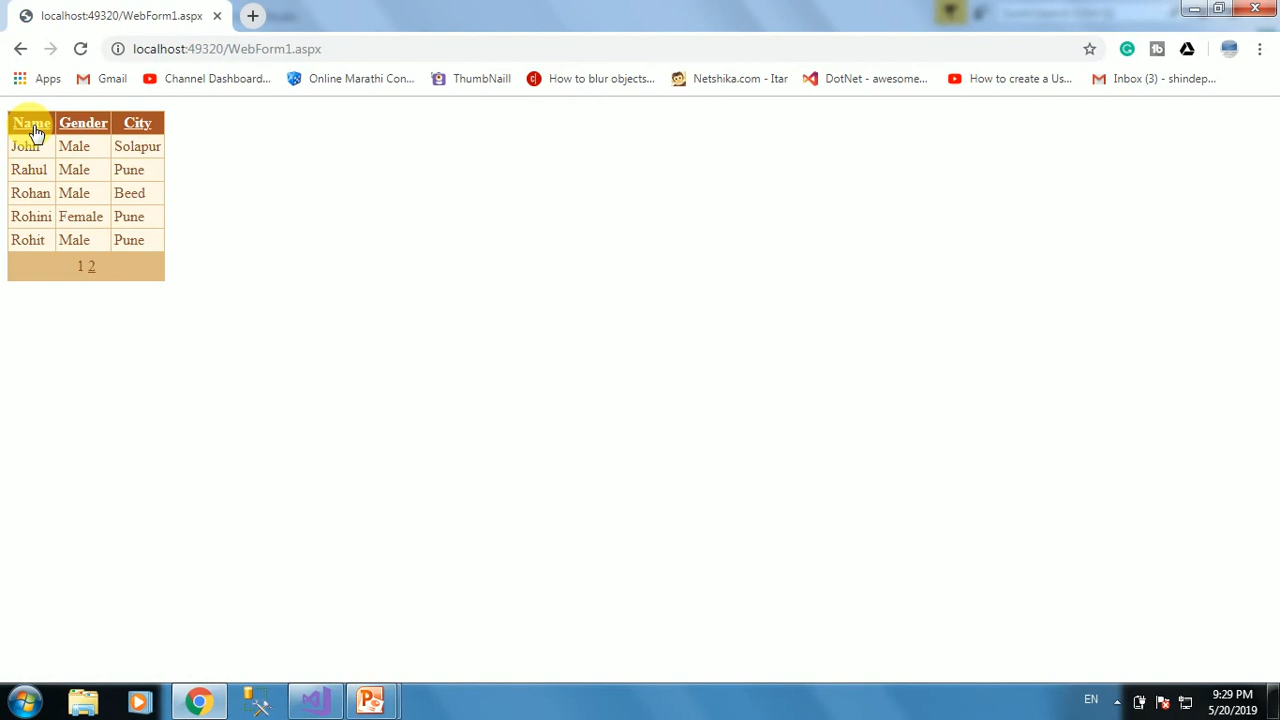 localhost:49320/WebForm1.aspx
localhost:49320/WebForm1.aspx
Apps Gmail Channel Dashboard... Online Marathi Con... ThumbNaill How to blur objects... Netshika.com - Itar DotNet - awesome... How to create a Us... Inbox (3) - shindep...
Name Gender City
John Male Solapur
Rahul Male Pune
Rohan Male Beed
Rohini Female Pune
Rohit Male Pune
1 2
EN 9:29 PM
5/20/2019